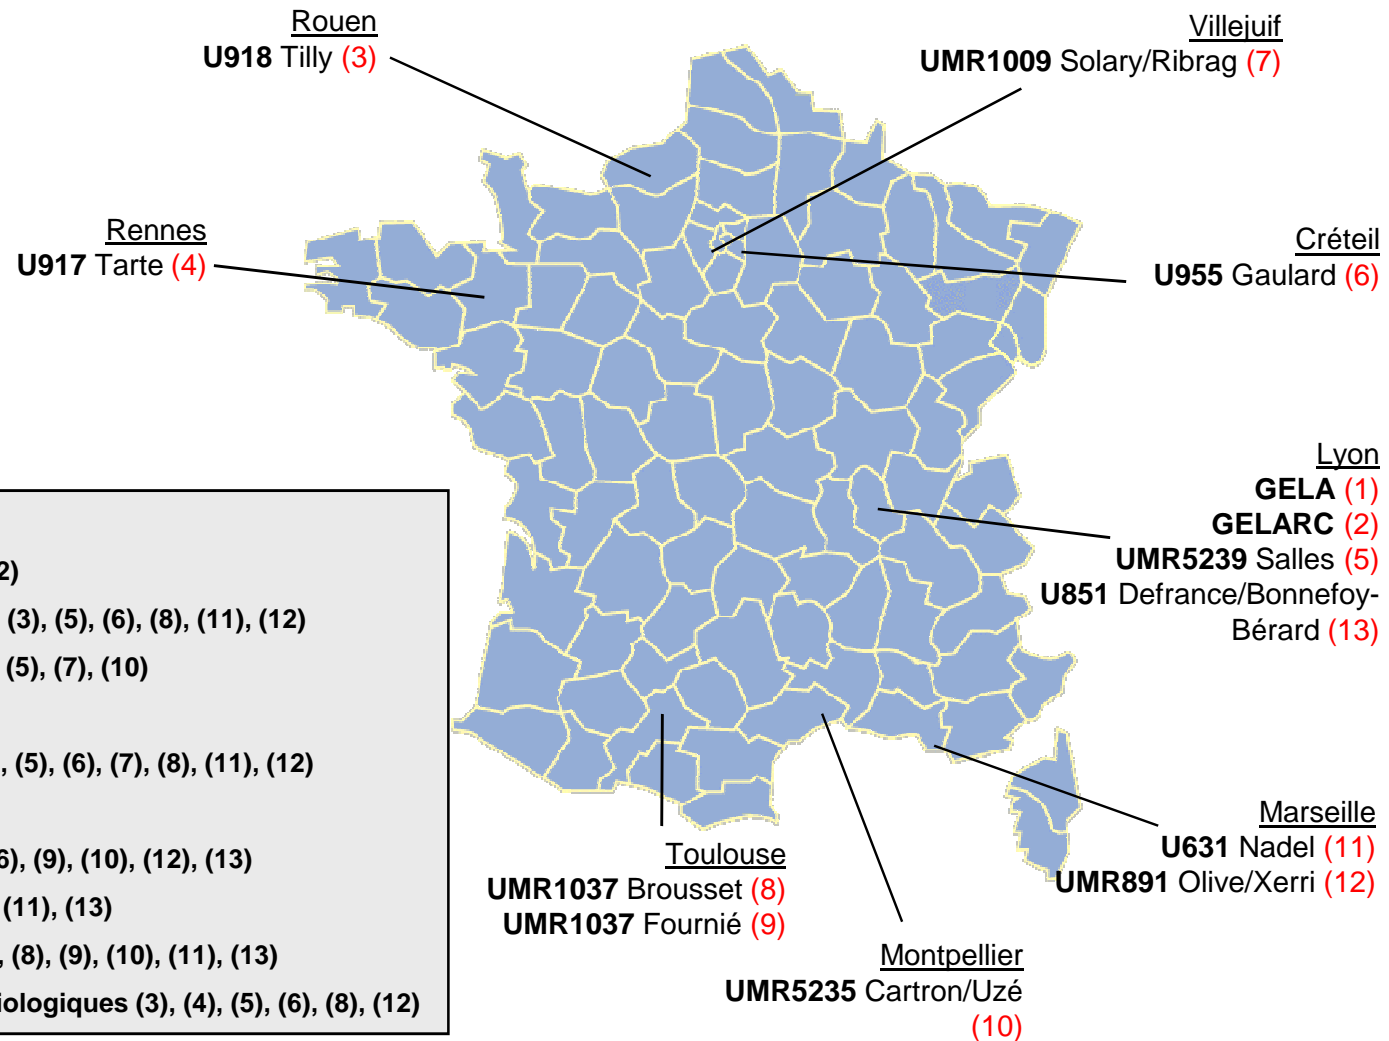 Rouen
U918 Tilly (3)
Villejuif
UMR1009 Solary/Ribrag (7)
Rennes
U917 Tarte (4)
Créteil
U955 Gaulard (6)
Lyon
GELA (1)
GELARC (2)
UMR5239 Salles (5)
U851 Defrance/Bonnefoy-
Bérard (13)
2)
(3), (5), (6), (8), (11), (12)
(5), (7), (10)
, (5), (6), (7), (8), (11), (12)
6), (9), (10), (12), (13)
(11), (13)
, (8), (9), (10), (11), (13)
iologiques (3), (4), (5), (6), (8), (12)
Toulouse
UMR1037 Brousset (8)
UMR1037 Fournié (9)
Montpellier
UMR5235 Cartron/Uzé
(10)
Marseille
U631 Nadel (11)
UMR891 Olive/Xerri (12)